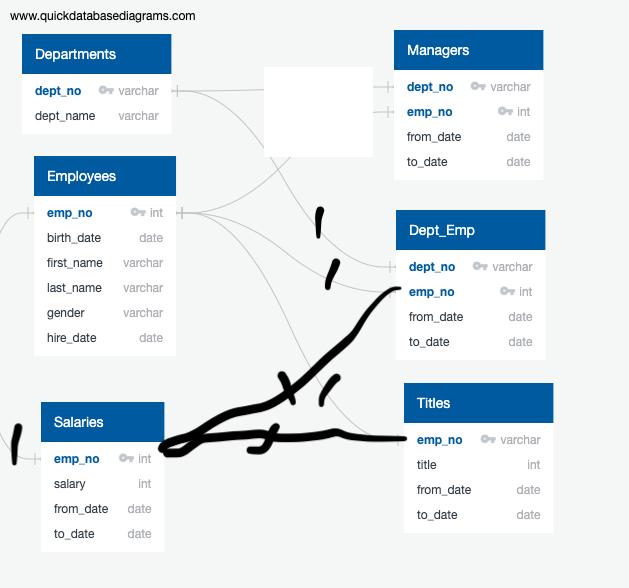 www.quickdatabasediagrams.com
Departments
dept_no varchar
dept_name varchar
Managers
dept_no varchar
emp_no int
from_date date
to_date date
Employees
emp_no int
birth_date date
first_name varchar
last_name varchar
gender varchar
hire_date date
Dept_Emp
dept_no varchar
emp_no int
from_date date
to_date date
Salaries
emp_no int
salary int
from_date date
to_date date
Titles
emp_no varchar
title int
from_date date
to_date date